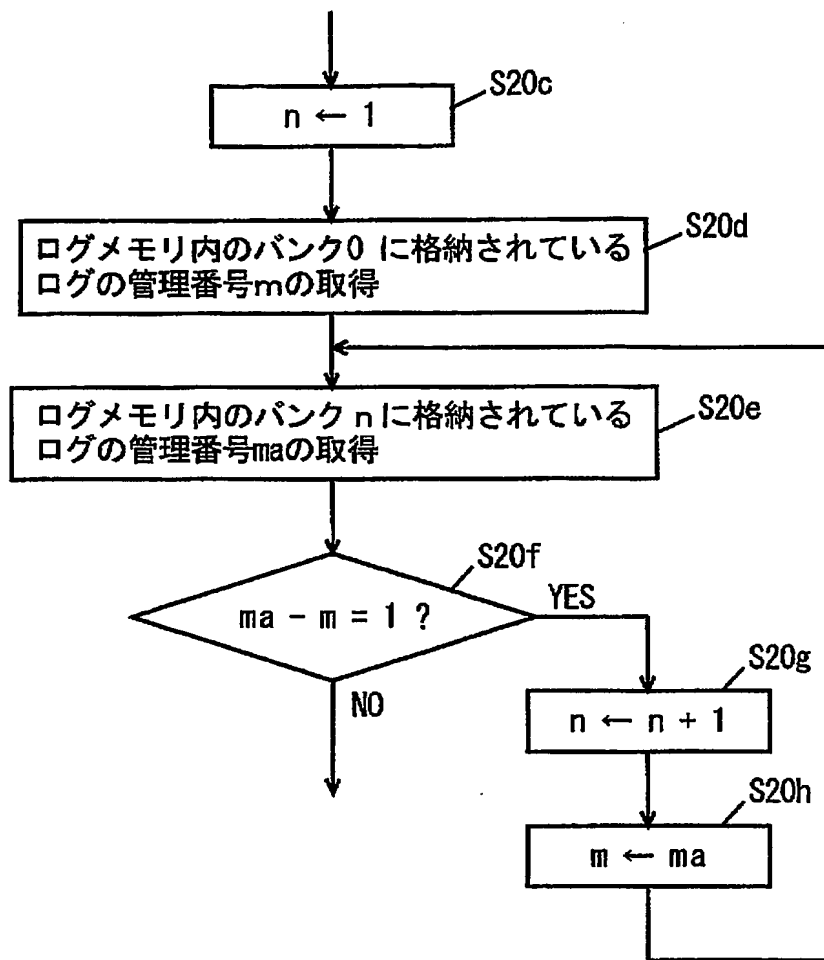 S20c
n ← 1
S20d
ログメモリ内のバンク0 に格納されている
ログの管理番号mの取得
S20e
ログメモリ内のバンクnに格納されている
ログの管理番号maの取得
S20f
ma - m = 1 ?
YES
NO
S20g
n ← n + 1
S20h
m ← ma